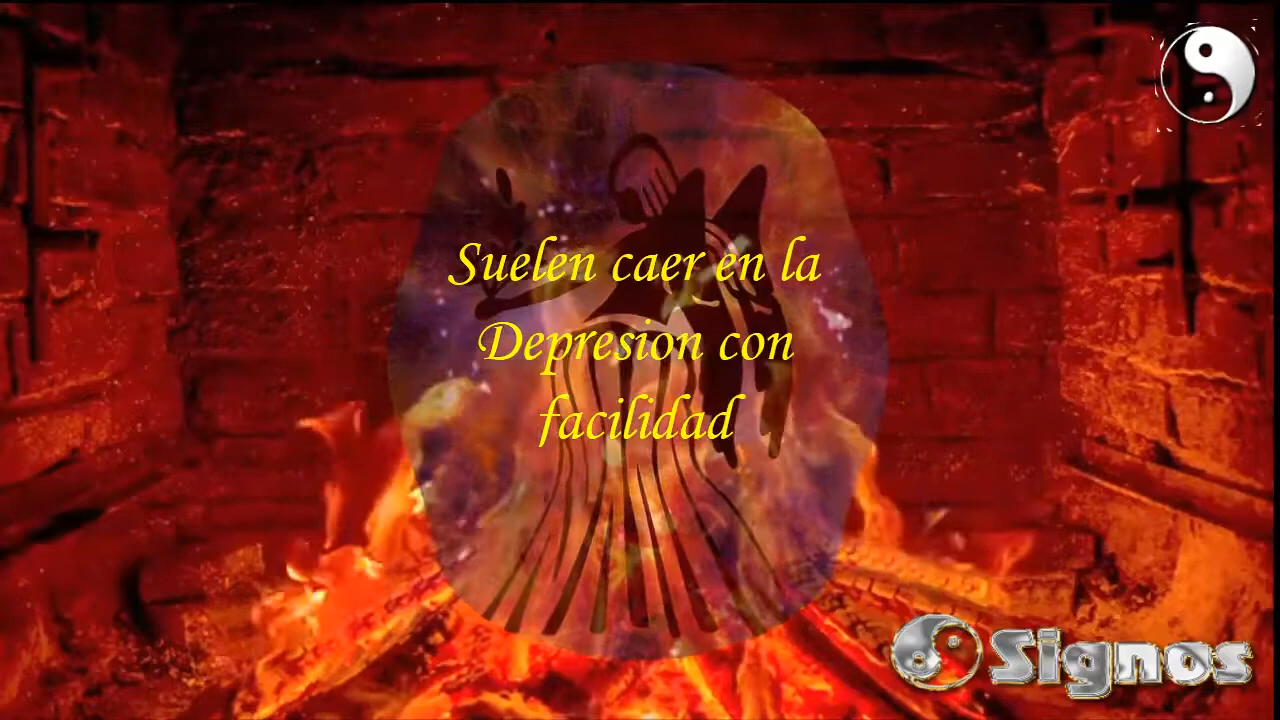 Suelen caer en la
Depresion con
facilidad
Signos